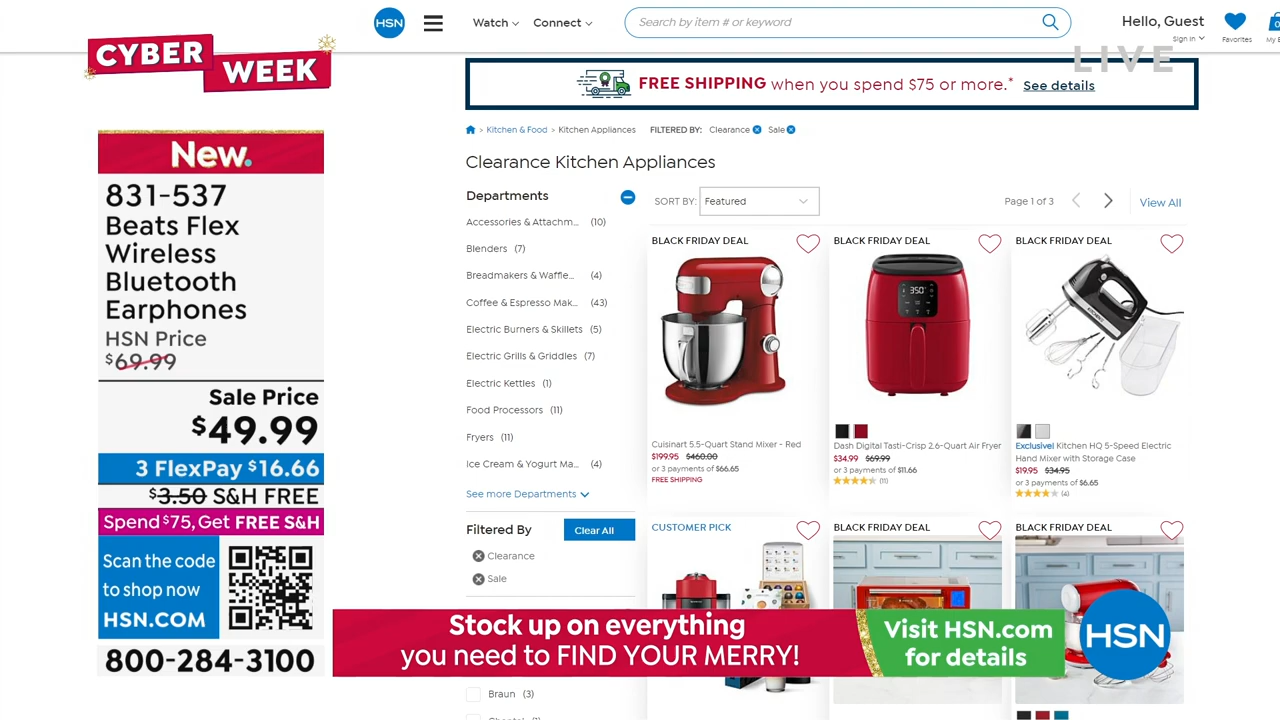 HSN
Watch
Connect
Search by item # or keyword
Hello, Guest
Sign In
Favorites
0
LIVE
CYBER
WEEK
FREE SHIPPING when you spend $75 or more.* See details
> Kitchen & Food > Kitchen Appliances FILTERED BY: Clearance Sale
Clearance Kitchen Appliances
New.
831-537
Beats Flex
Wireless
Bluetooth
Earphones
HSN Price
$69.99
Sale Price
$49.99
3 FlexPay $16.66
$3.50 S&H FREE
Spend $75, Get FREE S&H
Scan the code
to shop now
HSN.COM
800-284-3100
Departments
Accessories & Attachm... (10)
Blenders (7)
Breadmakers & Waffle... (4)
Coffee & Espresso Mak... (43)
Electric Burners & Skillets (5)
Electric Grills & Griddles (7)
Electric Kettles (1)
Food Processors (11)
Fryers (11)
Ice Cream & Yogurt Ma... (4)
See more Departments
Filtered By
Clear All
Clearance
Sale
Braun (3)
SORT BY: Featured
Page 1 of 3
View All
BLACK FRIDAY DEAL
Cuisinart 5.5-Quart Stand Mixer - Red
$199.95 $460.00
or 3 payments of $66.65
FREE SHIPPING
BLACK FRIDAY DEAL
350°
Dash Digital Tasti-Crisp 2.6-Quart Air Fryer
$34.99 $69.99
or 3 payments of $11.66
(11)
BLACK FRIDAY DEAL
Exclusive! Kitchen HQ 5-Speed Electric
Hand Mixer with Storage Case
$19.95 $34.95
or 3 payments of $6.65
(4)
CUSTOMER PICK
BLACK FRIDAY DEAL
BLACK FRIDAY DEAL
Stock up on everything
you need to FIND YOUR MERRY!
Visit HSN.com
for details
HSN